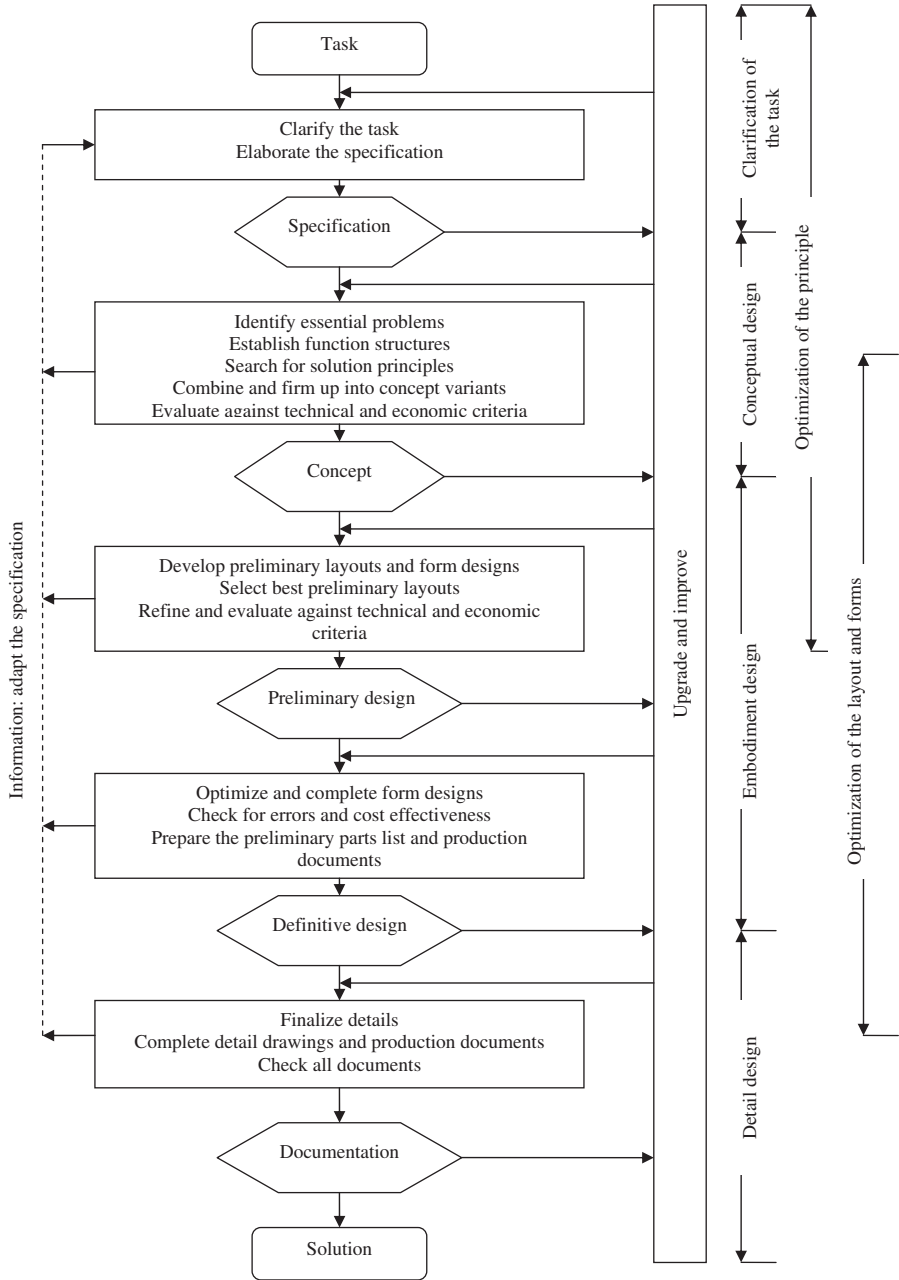 Task
Clarify the task
Elaborate the specification
Specification
Identify essential problems
Establish function structures
Search for solution principles
Combine and firm up into concept variants
Evaluate against technical and economic criteria
Concept
Develop preliminary layouts and form designs
Select best preliminary layouts
Refine and evaluate against technical and economic
criteria
Preliminary design
Optimize and complete form designs
Check for errors and cost effectiveness
Prepare the preliminary parts list and production
documents
Definitive design
Finalize details
Complete detail drawings and production documents
Check all documents
Documentation
Solution
Information: adapt the specification
Upgrade and improve
Clarification of
the task
Conceptual design
Embodiment design
Detail design
Optimization of the principle
Optimization of the layout and forms